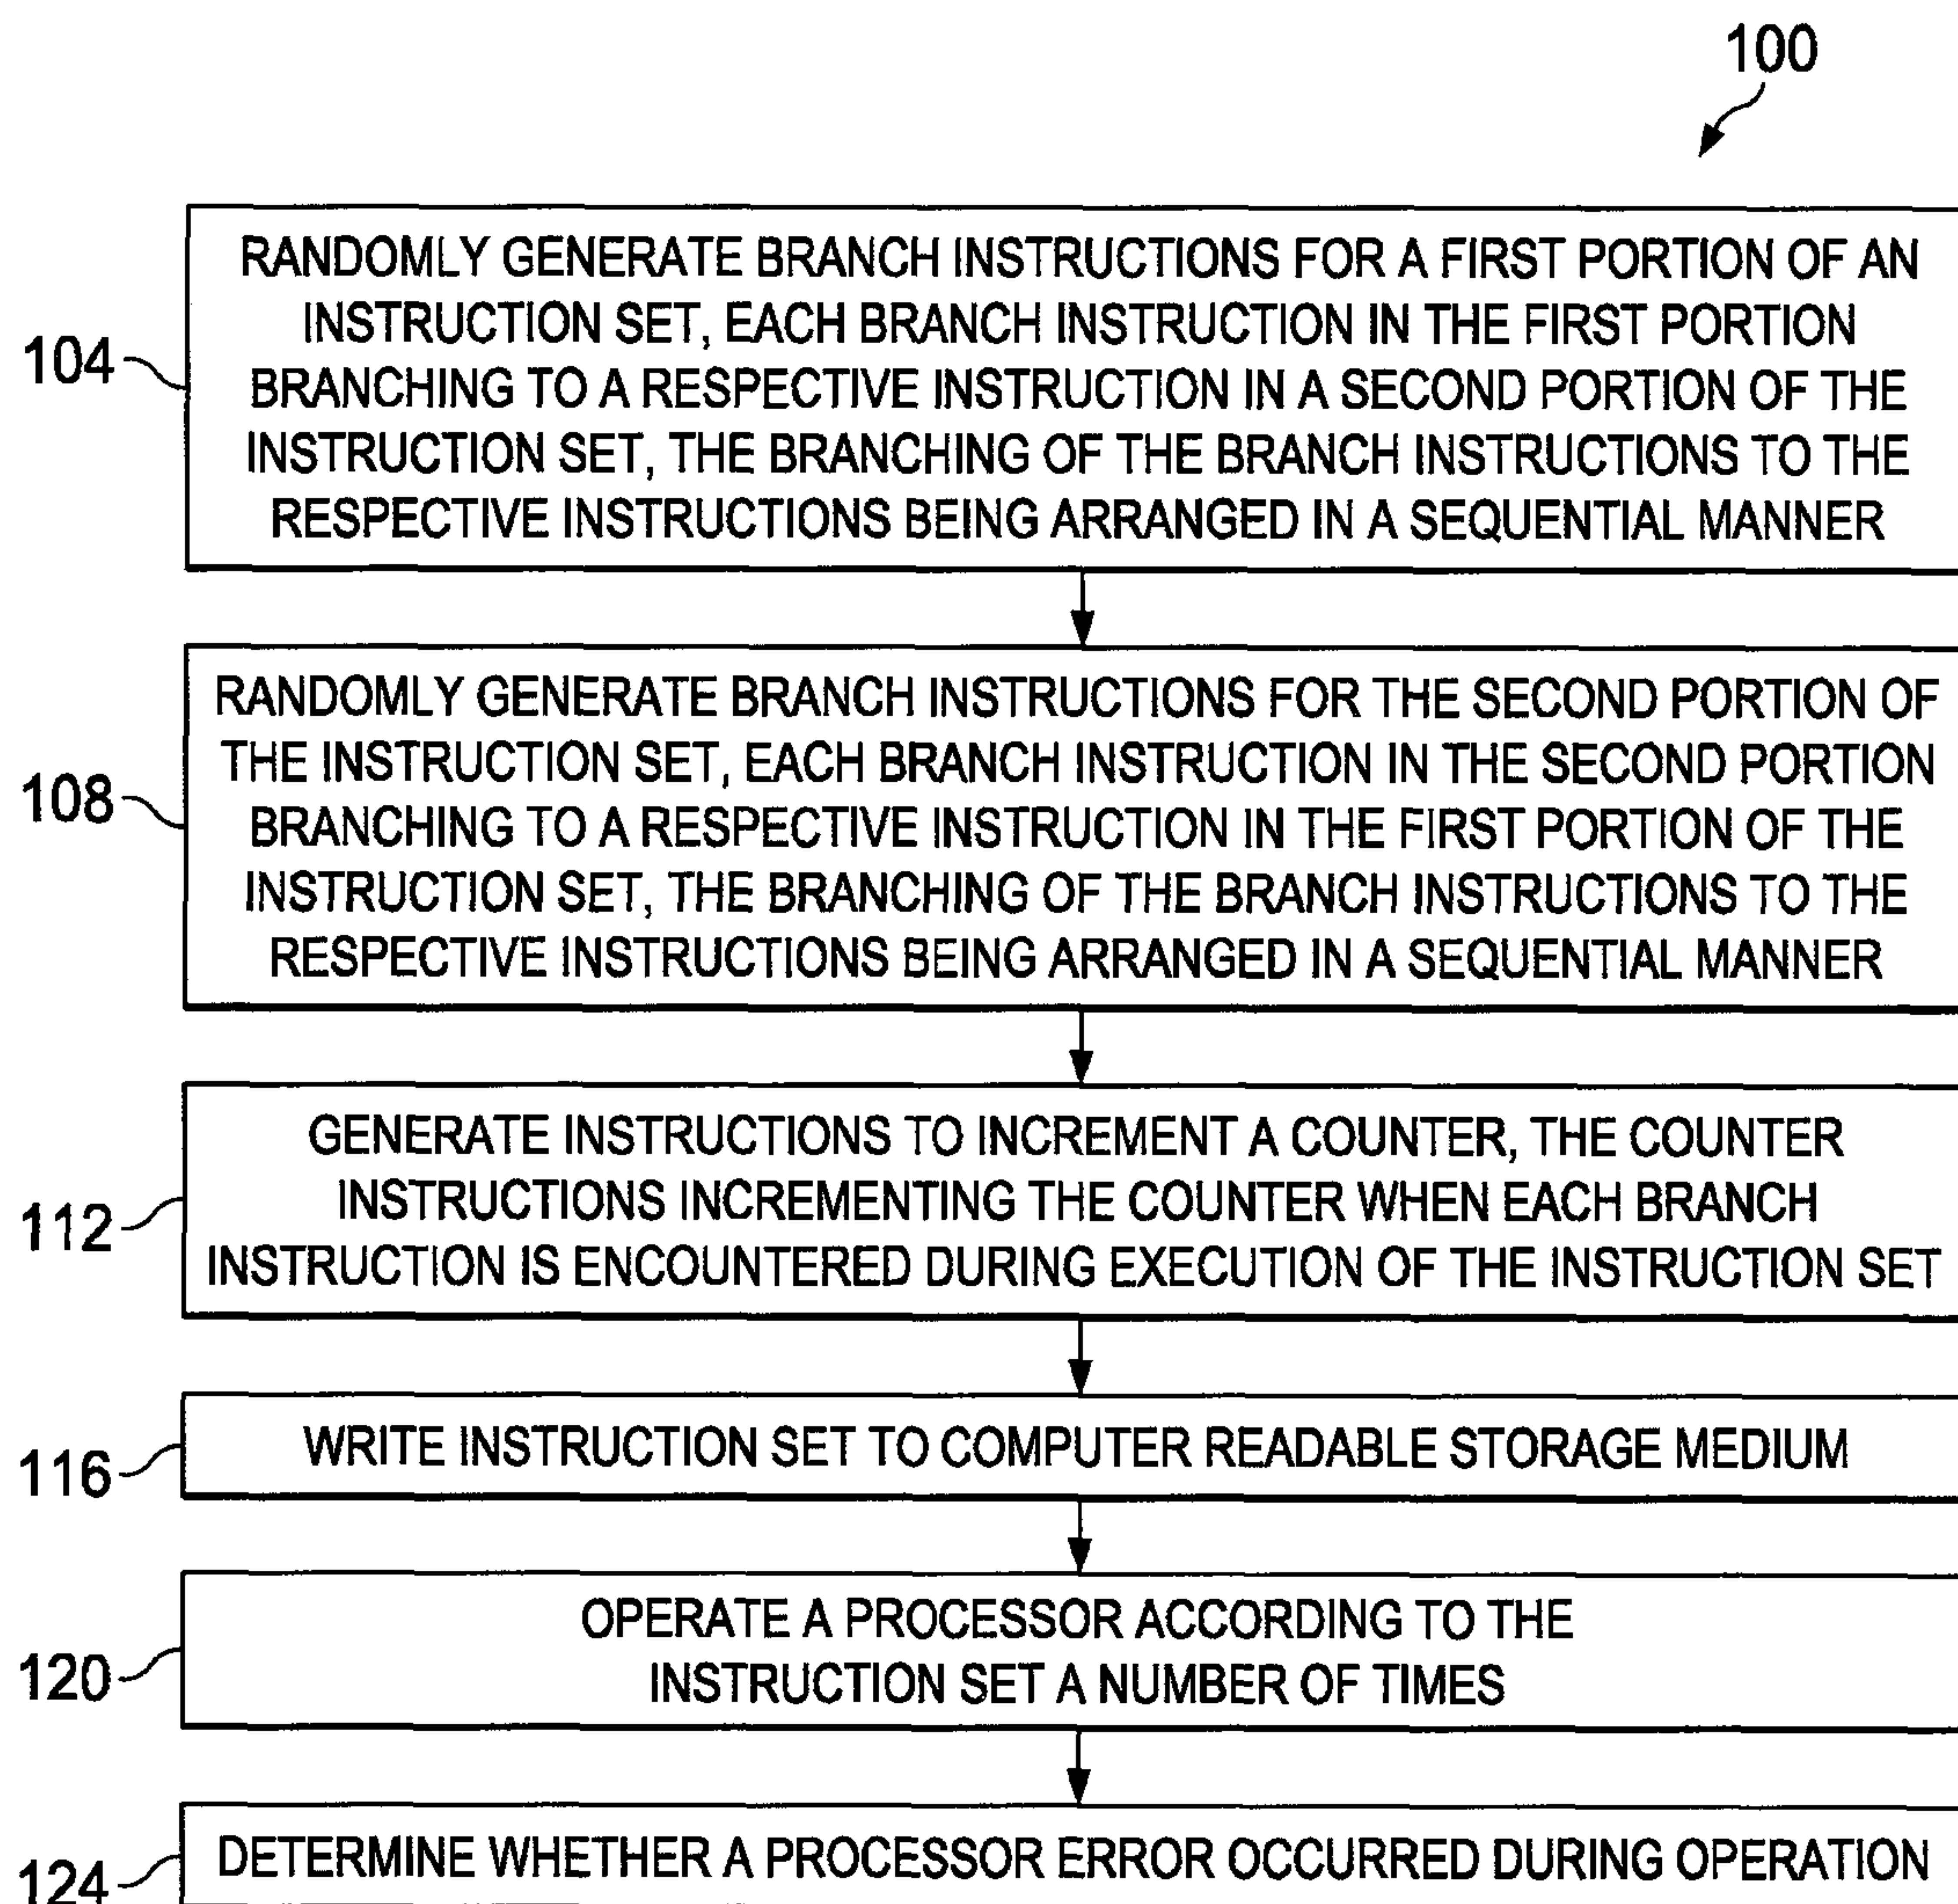 100
104
RANDOMLY GENERATE BRANCH INSTRUCTIONS FOR A FIRST PORTION OF AN
INSTRUCTION SET, EACH BRANCH INSTRUCTION IN THE FIRST PORTION
BRANCHING TO A RESPECTIVE INSTRUCTION IN A SECOND PORTION OF THE
INSTRUCTION SET, THE BRANCHING OF THE BRANCH INSTRUCTIONS TO THE
RESPECTIVE INSTRUCTIONS BEING ARRANGED IN A SEQUENTIAL MANNER
108
RANDOMLY GENERATE BRANCH INSTRUCTIONS FOR THE SECOND PORTION OF
THE INSTRUCTION SET, EACH BRANCH INSTRUCTION IN THE SECOND PORTION
BRANCHING TO A RESPECTIVE INSTRUCTION IN THE FIRST PORTION OF THE
INSTRUCTION SET, THE BRANCHING OF THE BRANCH INSTRUCTIONS TO THE
RESPECTIVE INSTRUCTIONS BEING ARRANGED IN A SEQUENTIAL MANNER
112
GENERATE INSTRUCTIONS TO INCREMENT A COUNTER, THE COUNTER
INSTRUCTIONS INCREMENTING THE COUNTER WHEN EACH BRANCH
INSTRUCTION IS ENCOUNTERED DURING EXECUTION OF THE INSTRUCTION SET
116
WRITE INSTRUCTION SET TO COMPUTER READABLE STORAGE MEDIUM
120
OPERATE A PROCESSOR ACCORDING TO THE
INSTRUCTION SET A NUMBER OF TIMES
124
DETERMINE WHETHER A PROCESSOR ERROR OCCURRED DURING OPERATION